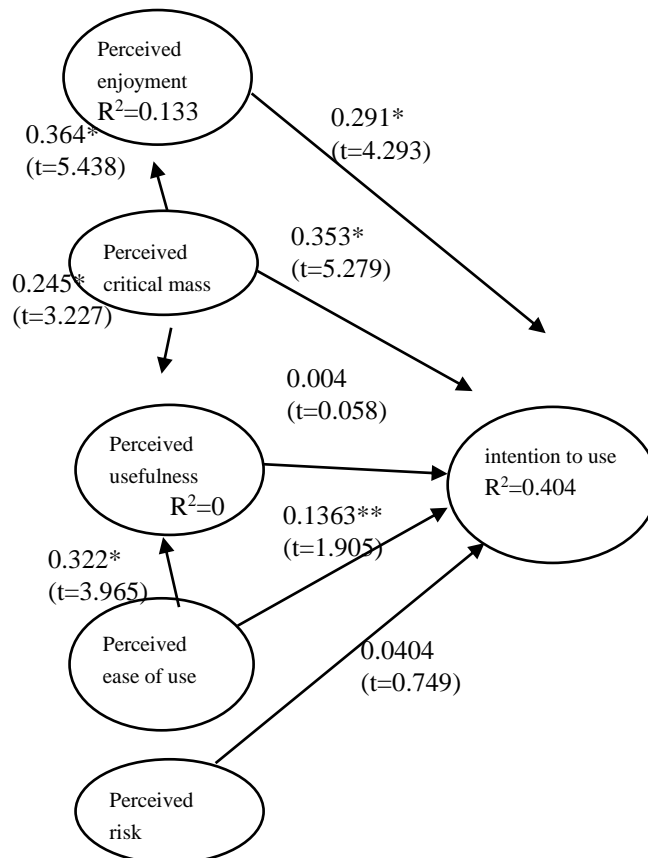 Perceived
enjoyment
R²=0.133
0.364*
(t=5.438)
0.291*
(t=4.293)
Perceived
critical mass
0.245*
(t=3.227)
0.353*
(t=5.279)
0.004
(t=0.058)
Perceived
usefulness
R²=0
intention to use
R²=0.404
0.1363**
(t=1.905)
0.322*
(t=3.965)
Perceived
ease of use
0.0404
(t=0.749)
Perceived
risk